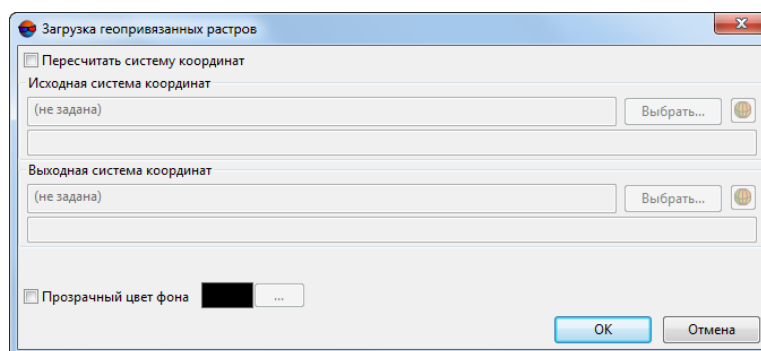 Загрузка геопривязанных растров
Пересчитать систему координат
Исходная система координат
(не задана)
Выбрать...
Выходная система координат
(не задана)
Выбрать...
Прозрачный цвет фона
...
OK
Отмена